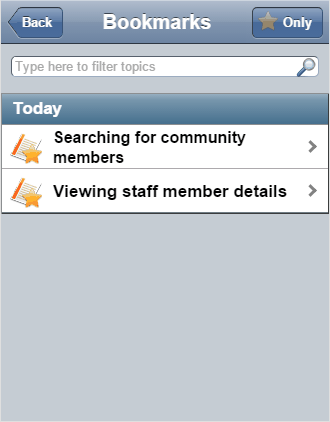 Back
Bookmarks
Only
Type here to filter topics
Today
Searching for community
members
Viewing staff member details